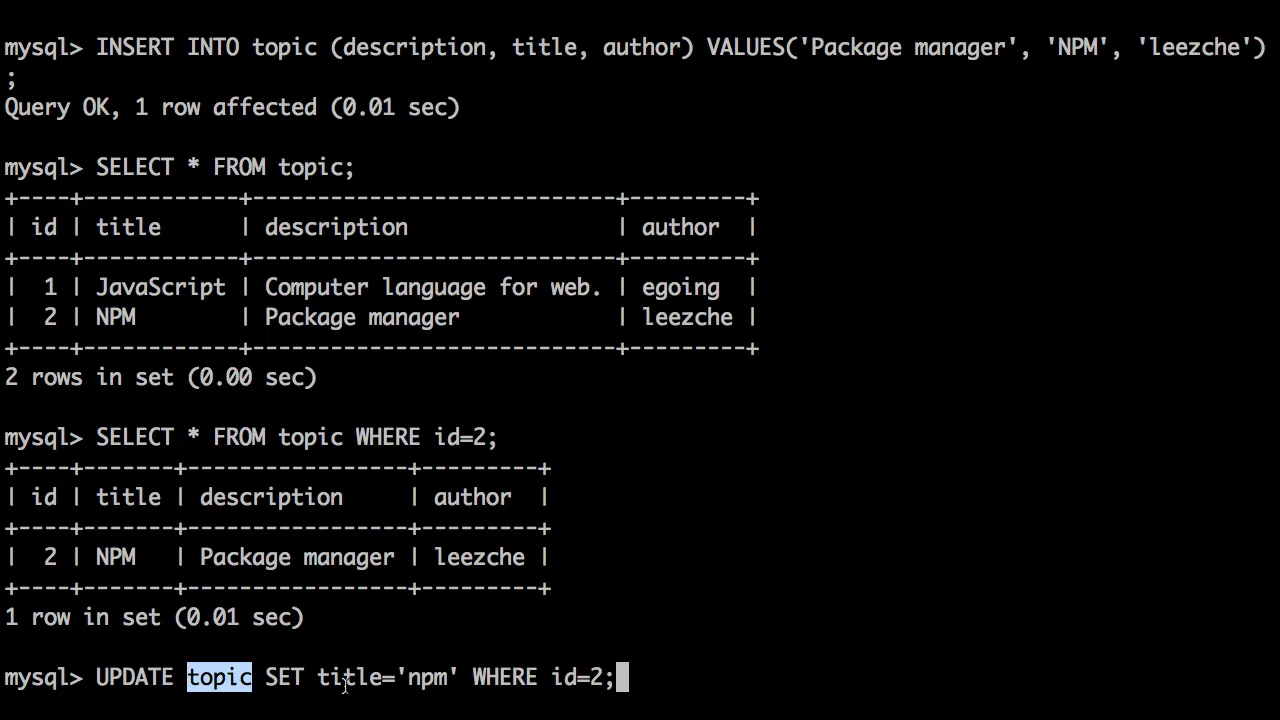 mysql> INSERT INTO topic (description, title, author) VALUES('Package manager', 'NPM', 'leezche')
;
Query OK, 1 row affected (0.01 sec)
mysql> SELECT * FROM topic;
+----+------------+----------------------------+---------+
| id | title      | description                | author  |
+----+------------+----------------------------+---------+
|  1 | JavaScript | Computer language for web. | egoing  |
|  2 | NPM        | Package manager            | leezche |
+----+------------+----------------------------+---------+
2 rows in set (0.00 sec)
mysql> SELECT * FROM topic WHERE id=2;
+----+-------+-----------------+---------+
| id | title | description     | author  |
+----+-------+-----------------+---------+
|  2 | NPM   | Package manager | leezche |
+----+-------+-----------------+---------+
1 row in set (0.01 sec)
mysql> UPDATE topic SET title='npm' WHERE id=2;